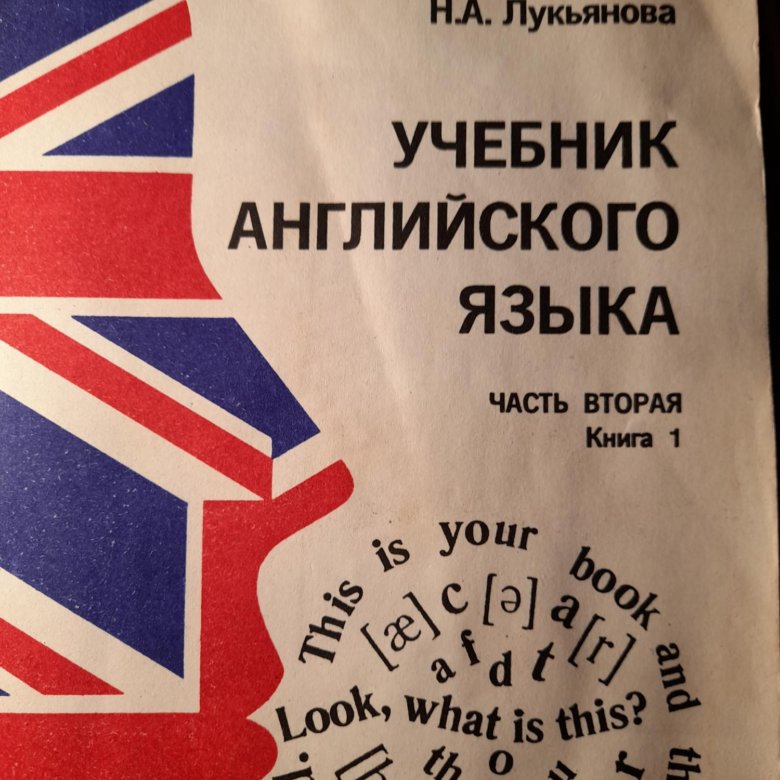 Н.А. Лукьянова
УЧЕБНИК
АНГЛИЙСКОГО
ЯЗЫКА
ЧАСТЬ ВТОРАЯ
Книга 1
This is your book and
[æ] c [ə] a [r]
a f d t
Look, what is this?